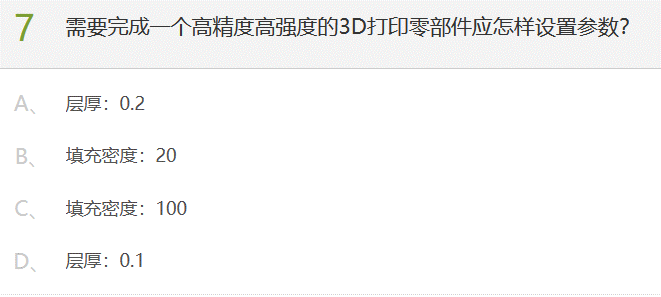 7 需要完成一个高精度高强度的3D打印零部件应怎样设置参数?
A、 层厚：0.2
B、 填充密度：20
C、 填充密度：100
D、 层厚：0.1